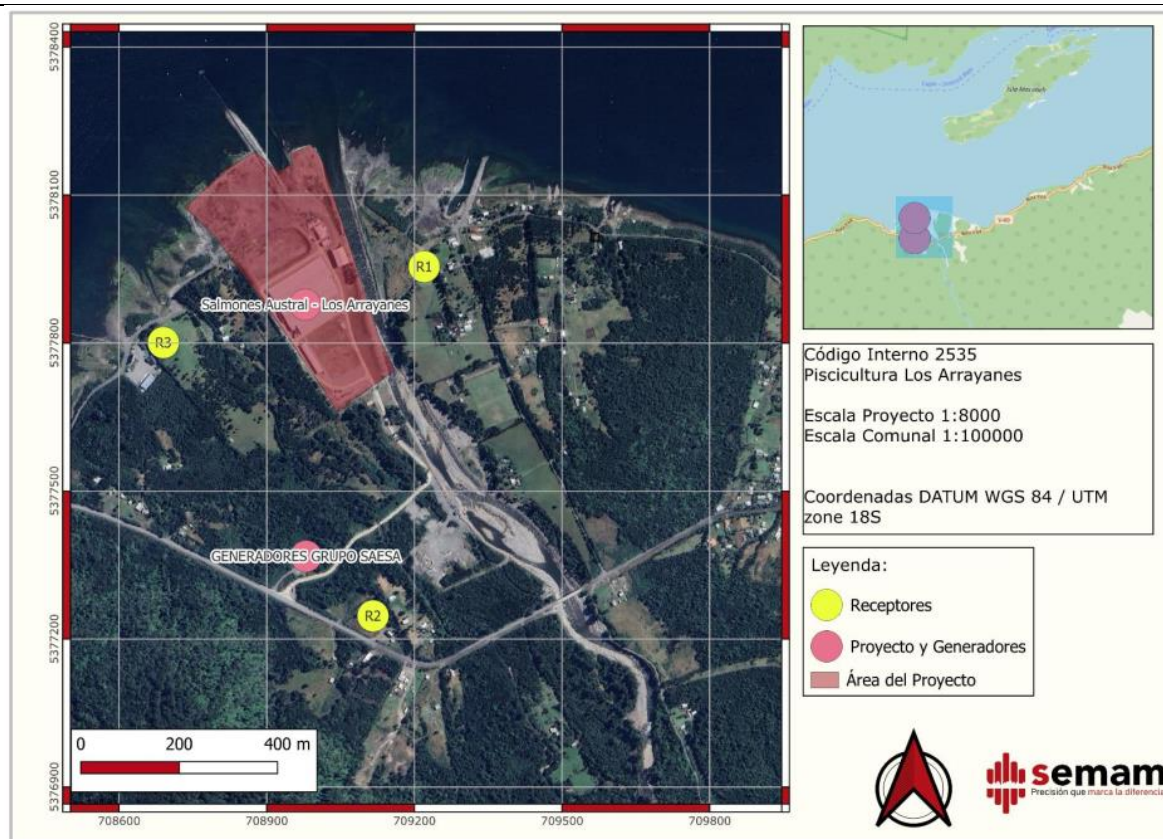 5378400
5378100
5377800
5377500
5377200
5376900
R1
Salmones Austral - Los Arrayanes
R3
GENERADORES GRUPO SAESA
R2
0 200 400 m
708600 708900 709200 709500 709800
Código Interno 2535
Piscicultura Los Arrayanes
Escala Proyecto 1:8000
Escala Comunal 1:100000
Coordenadas DATUM WGS 84 / UTM
zone 18S
Leyenda:
Receptores
Proyecto y Generadores
Área del Proyecto
semam
Precisión que marca la diferencia